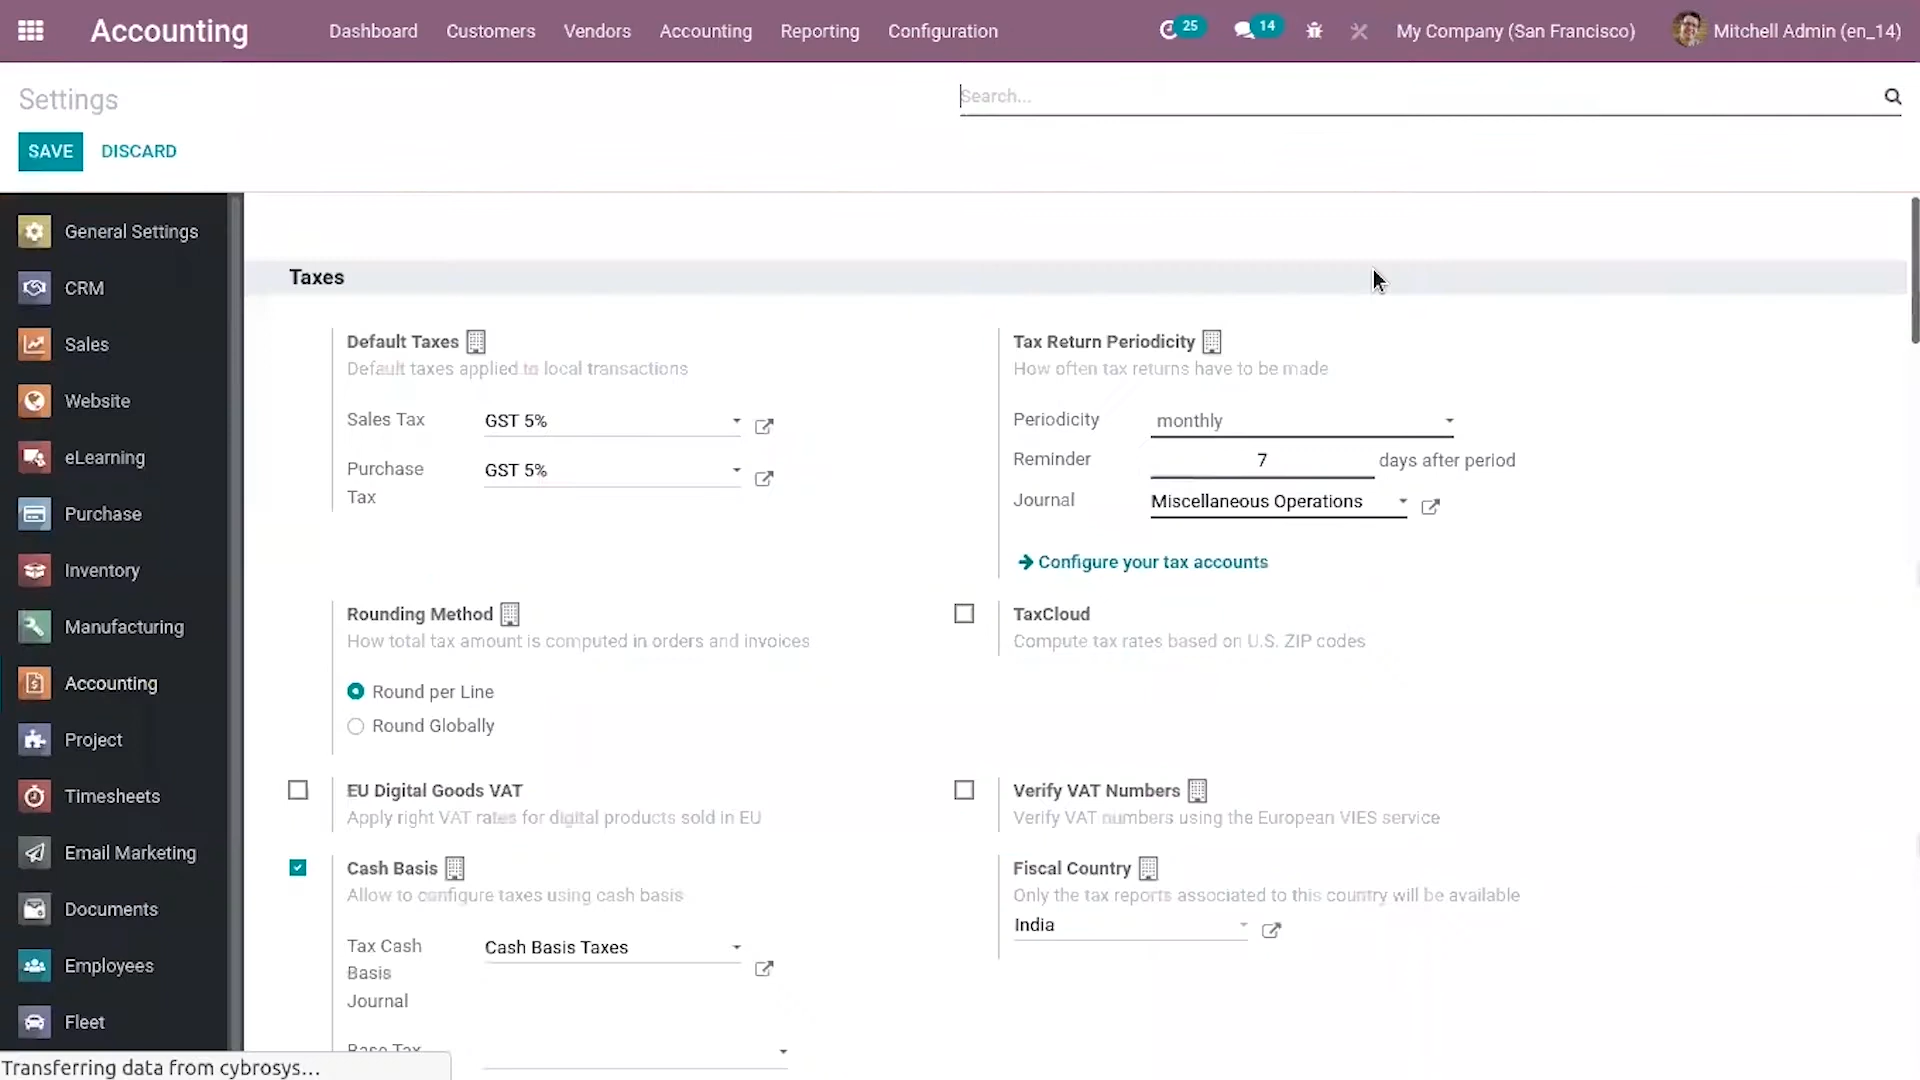 Accounting Dashboard Customers Vendors Accounting Reporting Configuration 25 14 My Company (San Francisco) Mitchell Admin (en_14)
Settings
Search...
SAVE DISCARD
General Settings
CRM
Sales
Website
eLearning
Purchase
Inventory
Manufacturing
Accounting
Project
Timesheets
Email Marketing
Documents
Employees
Fleet
Taxes
Default Taxes
Default taxes applied to local transactions
Sales Tax GST 5%
Purchase Tax GST 5%
Tax Return Periodicity
How often tax returns have to be made
Periodicity monthly
Reminder 7 days after period
Journal Miscellaneous Operations
Configure your tax accounts
Rounding Method
How total tax amount is computed in orders and invoices
Round per Line
Round Globally
TaxCloud
Compute tax rates based on U.S. ZIP codes
EU Digital Goods VAT
Apply right VAT rates for digital products sold in EU
Verify VAT Numbers
Verify VAT numbers using the European VIES service
Cash Basis
Allow to configure taxes using cash basis
Tax Cash Basis Journal Cash Basis Taxes
Base Tax
Fiscal Country
Only the tax reports associated to this country will be available
India
Transferring data from cybrosys...